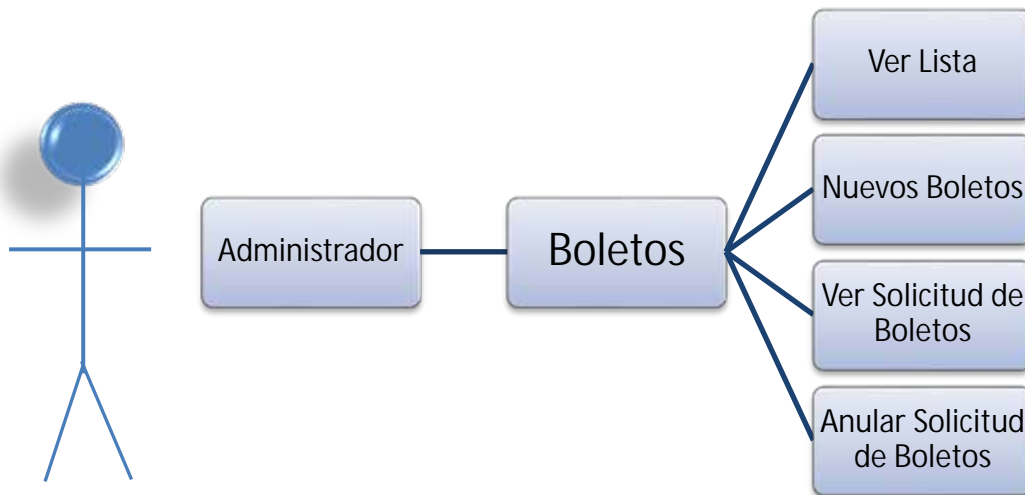 Administrador
Boletos
Ver Lista
Nuevos Boletos
Ver Solicitud de
Boletos
Anular Solicitud
de Boletos